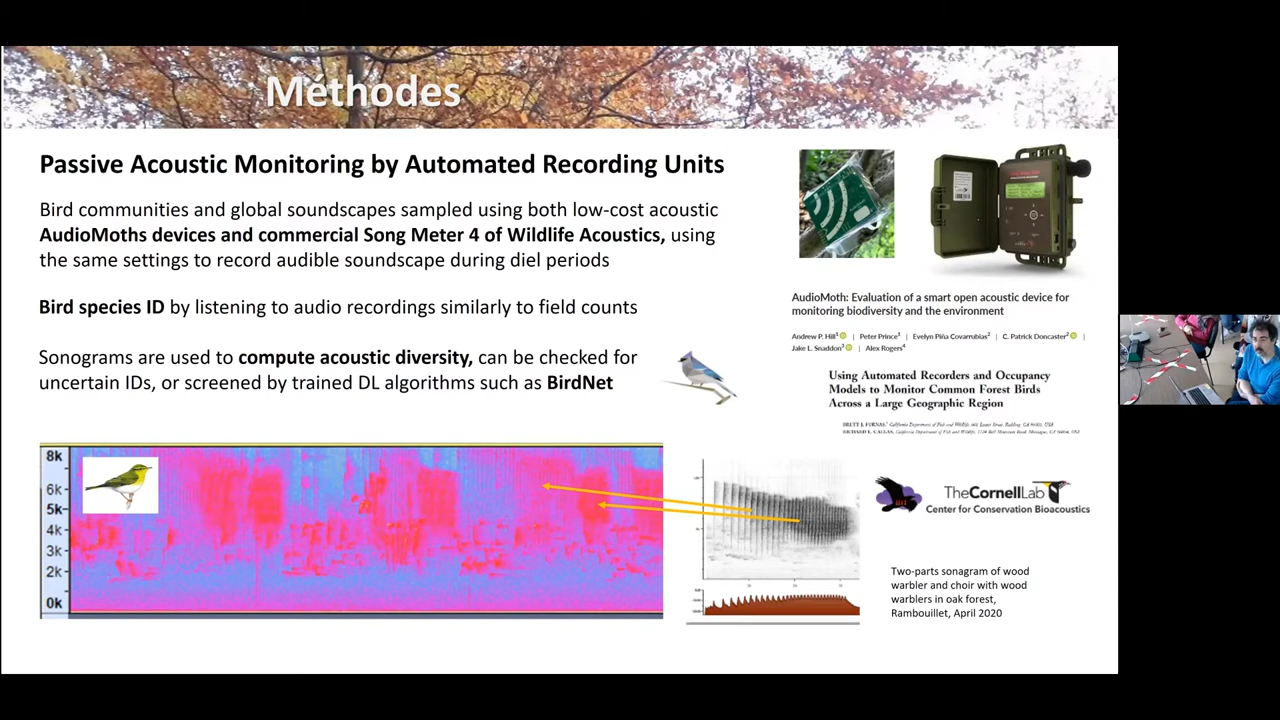 Méthodes
Passive Acoustic Monitoring by Automated Recording Units
Bird communities and global soundscapes sampled using both low-cost acoustic
AudioMoths devices and commercial Song Meter 4 of Wildlife Acoustics, using
the same settings to record audible soundscape during diel periods
Bird species ID by listening to audio recordings similarly to field counts
Sonograms are used to compute acoustic diversity, can be checked for
uncertain IDs, or screened by trained DL algorithms such as BirdNet
AudioMoth: Evaluation of a smart open acoustic device for
monitoring biodiversity and the environment
Andrew P. Hill¹ | Peter Prince¹ | Evelyn Piña Covarrubias² | C. Patrick Doncaster² |
Jake L. Snaddon³ | Alex Rogers⁴
Using Automated Recorders and Occupancy
Models to Monitor Common Forest Birds
Across a Large Geographic Region
8k
6k
5k
4k
3k
2k
0k
TheCornellLab
Center for Conservation Bioacoustics
Two-parts sonagram of wood
warbler and choir with wood
warblers in oak forest,
Rambouillet, April 2020